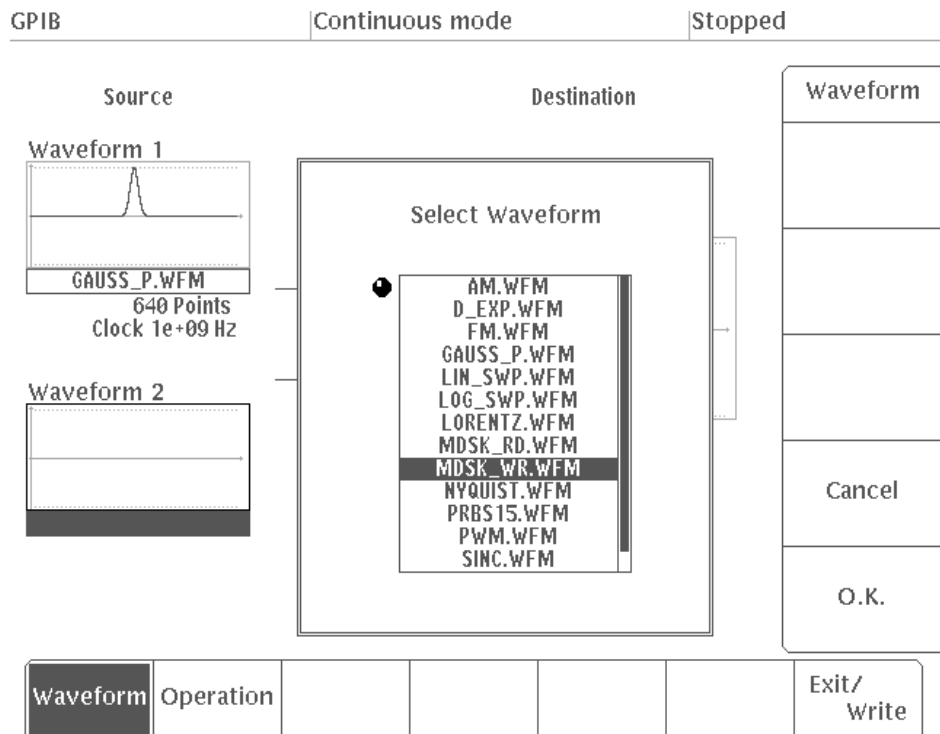 GPIB
Continuous mode
Stopped
Source
Destination
Waveform 1
GAUSS_P.WFM
640 Points
Clock 1e+09 Hz
Waveform 2
Select Waveform
AM.WFM
D_EXP.WFM
FM.WFM
GAUSS_P.WFM
LIN_SWP.WFM
LOG_SWP.WFM
LORENTZ.WFM
MDSK_RD.WFM
MDSK_WR.WFM
NYQUIST.WFM
PRBS15.WFM
PWM.WFM
SINC.WFM
Waveform
Cancel
O.K.
Waveform
Operation
Exit/
Write